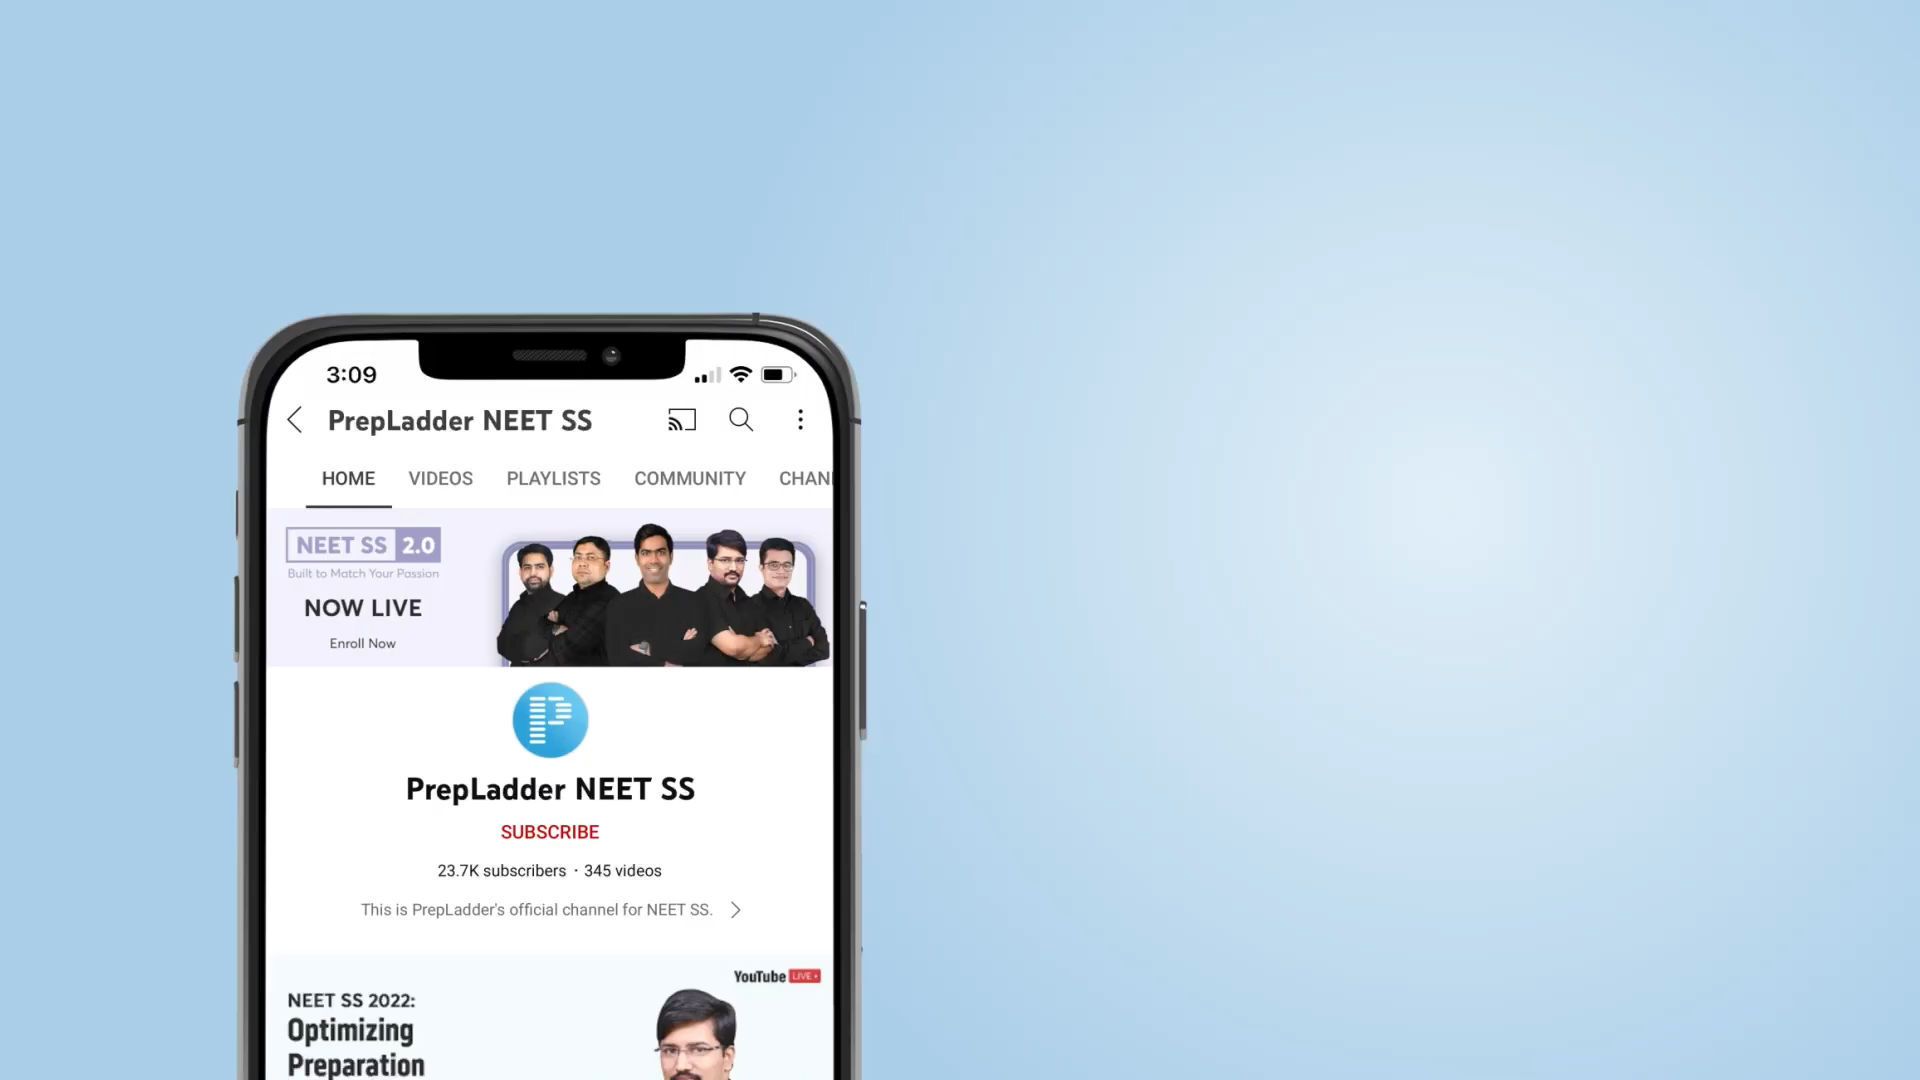 3:09
PrepLadder NEET SS
HOME VIDEOS PLAYLISTS COMMUNITY CHAN
NEET SS 2.0
Built to Match Your Passion
NOW LIVE
Enroll Now
PrepLadder NEET SS
SUBSCRIBE
23.7K subscribers · 345 videos
This is PrepLadder's official channel for NEET SS.
YouTube LIVE
NEET SS 2022:
Optimizing
Preparation